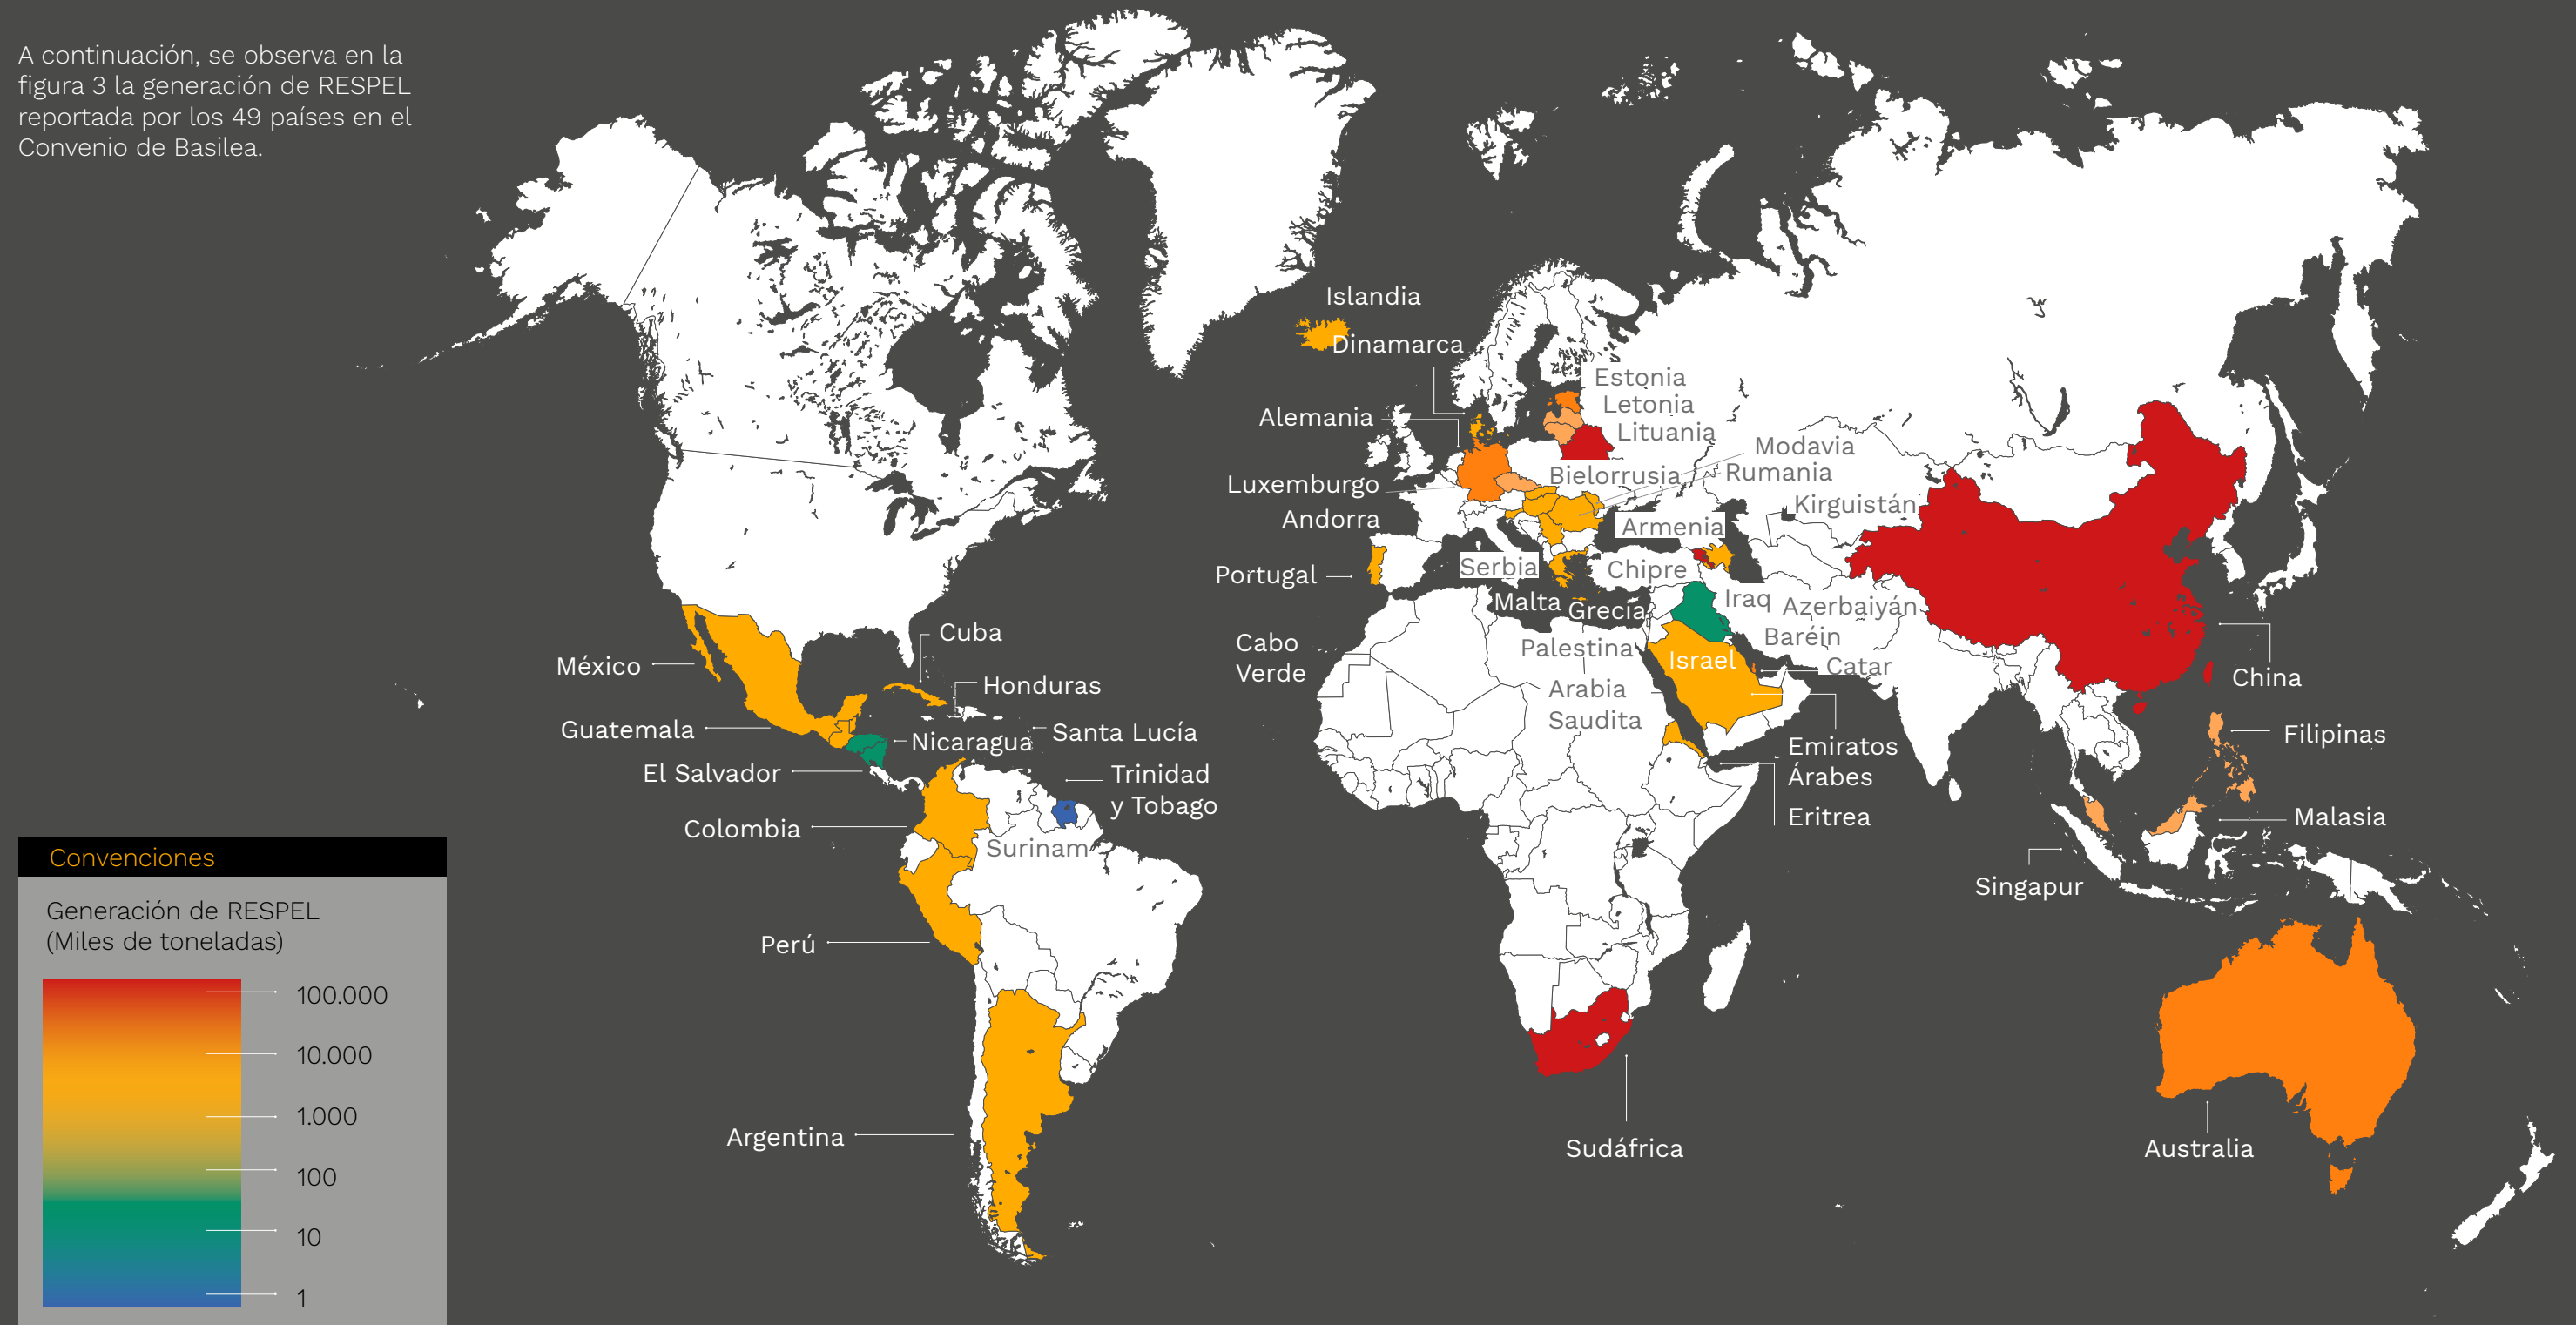 A continuación, se observa en la
figura 3 la generación de RESPEL
reportada por los 49 países en el
Convenio de Basilea.
Islandia
Dinamarca
Estonia
Letonia
Alemania
Lituania
Modavia
Rumania
Bielorrusia
Luxemburgo
Kirguistán
Andorra
Armenia
Serbia
Chipre
Portugal
Malta
Grecia
Iraq
Azerbaiyán
Cabo
Verde
Baréin
Palestina
Israel
Catar
Arabia
Saudita
Emiratos
Árabes
Eritrea
China
Filipinas
Malasia
Singapur
Australia
Sudáfrica
Cuba
México
Honduras
Guatemala
Nicaragua
Santa Lucía
El Salvador
Trinidad
y Tobago
Colombia
Surinam
Perú
Argentina
Convenciones
Generación de RESPEL
(Miles de toneladas)
100.000
10.000
1.000
100
10
1